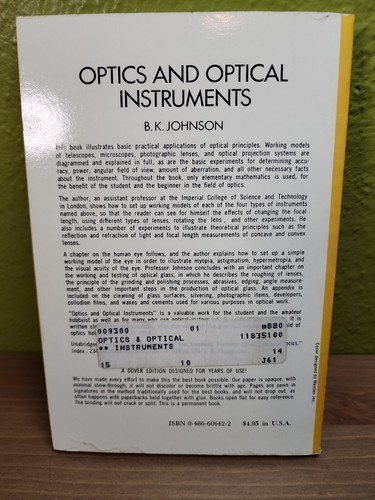 OPTICS AND OPTICAL
INSTRUMENTS
B. K. JOHNSON
This book illustrates basic practical applications of optical principles. Working models
of telescopes, microscopes, photographic lenses, and optical projection systems are
diagrammed and explained in full, as are the basic experiments for determining accu-
racy, power, angular field of view, amount of aberration, and all other necessary facts
about the instrument. Throughout the book, only elementary mathematics is used, for
the benefit of the student and the beginner in the field of optics.
The author, an assistant professor at the Imperial College of Science and Technology
in London, shows how to set up working models of each of the four types of instruments
named above, so that the reader can see for himself the effects of changing the focal
length, using different types of lenses, rotating the lens, and other experiments. He
also includes a number of experiments to illustrate theoretical principles such as the
reflection and refraction of light and focal length measurements of concave and convex
lenses.
A chapter on the human eye follows, and the author explains how to set up a simple
working model of the eye in order to illustrate myopia, astigmatism, hypermetropia, and
the visual acuity of the eye. Professor Johnson concludes with an important chapter on
the working and testing of optical glass, in which he describes the roughing of lenses,
the principle of the grinding and polishing processes, abrasives, edging, angle measure-
ment, and other important steps in the production of optical glass. An appendix is
included on the cleaning of glass surfaces, silvering, photographic items, developers,
collodion films, and waxes and cements used for various purposes in optical work.
"Optics and Optical Instruments" is a valuable work for the student and the amateur
hobbyist as well as for many who use optical
written
of
optics
009300 01 m880
OPTICS & OPTICAL 11835100
** INSTRUMENTS 14
15 10 J61
Unabridged
optics."
Index. 
A DOVER EDITION DESIGNED FOR YEARS OF USE!
We have made every effort to make this the best book possible. Our paper is opaque, with
minimal show-through; it will not discolor or become brittle with age. Pages are sewn in
signatures in the method traditionally used for the best books, and will not drop out, as
often happens with paperbacks held together with glue. Books open flat for easy reference.
The binding will not crack or split. This is a permanent book.
ISBN 0-486-60642-2 $4.95 in U.S.A.
Cover designed by